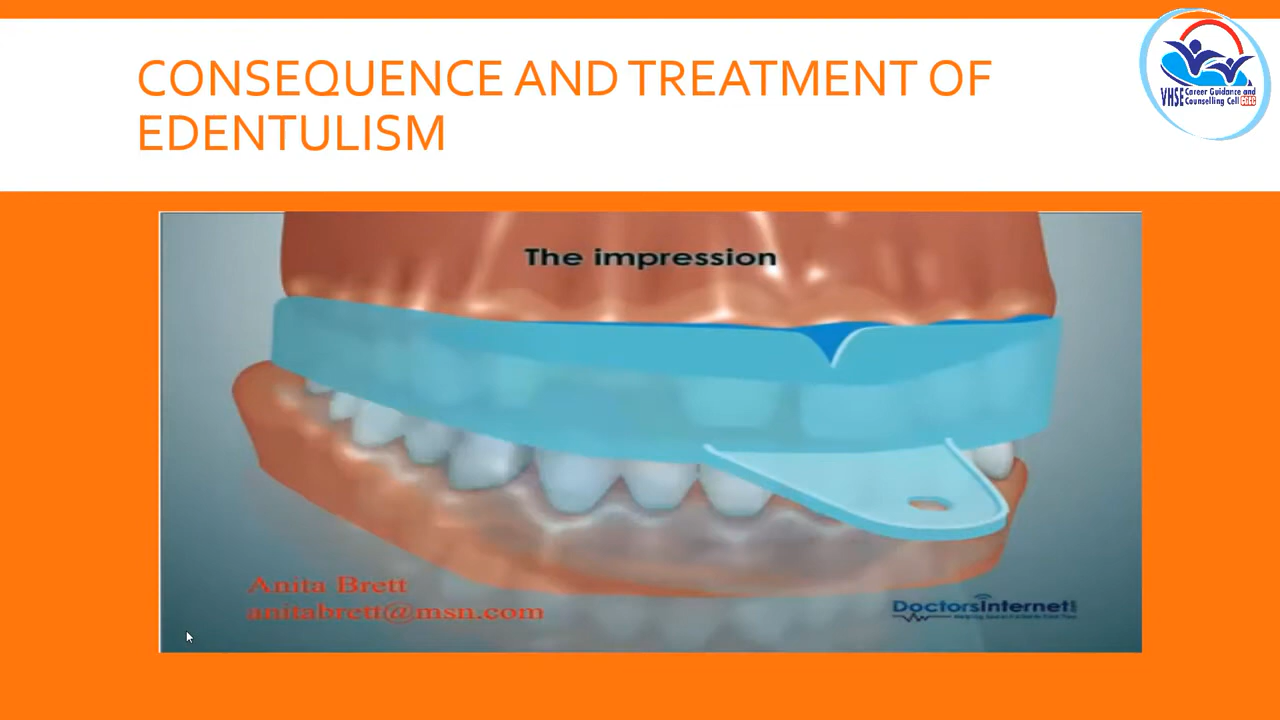 CONSEQUENCE AND TREATMENT OF
EDENTULISM
VHSE Career Guidance and
Counselling Cell
The impression
Anita Brett
anitabrett@msn.com
DoctorsInternet